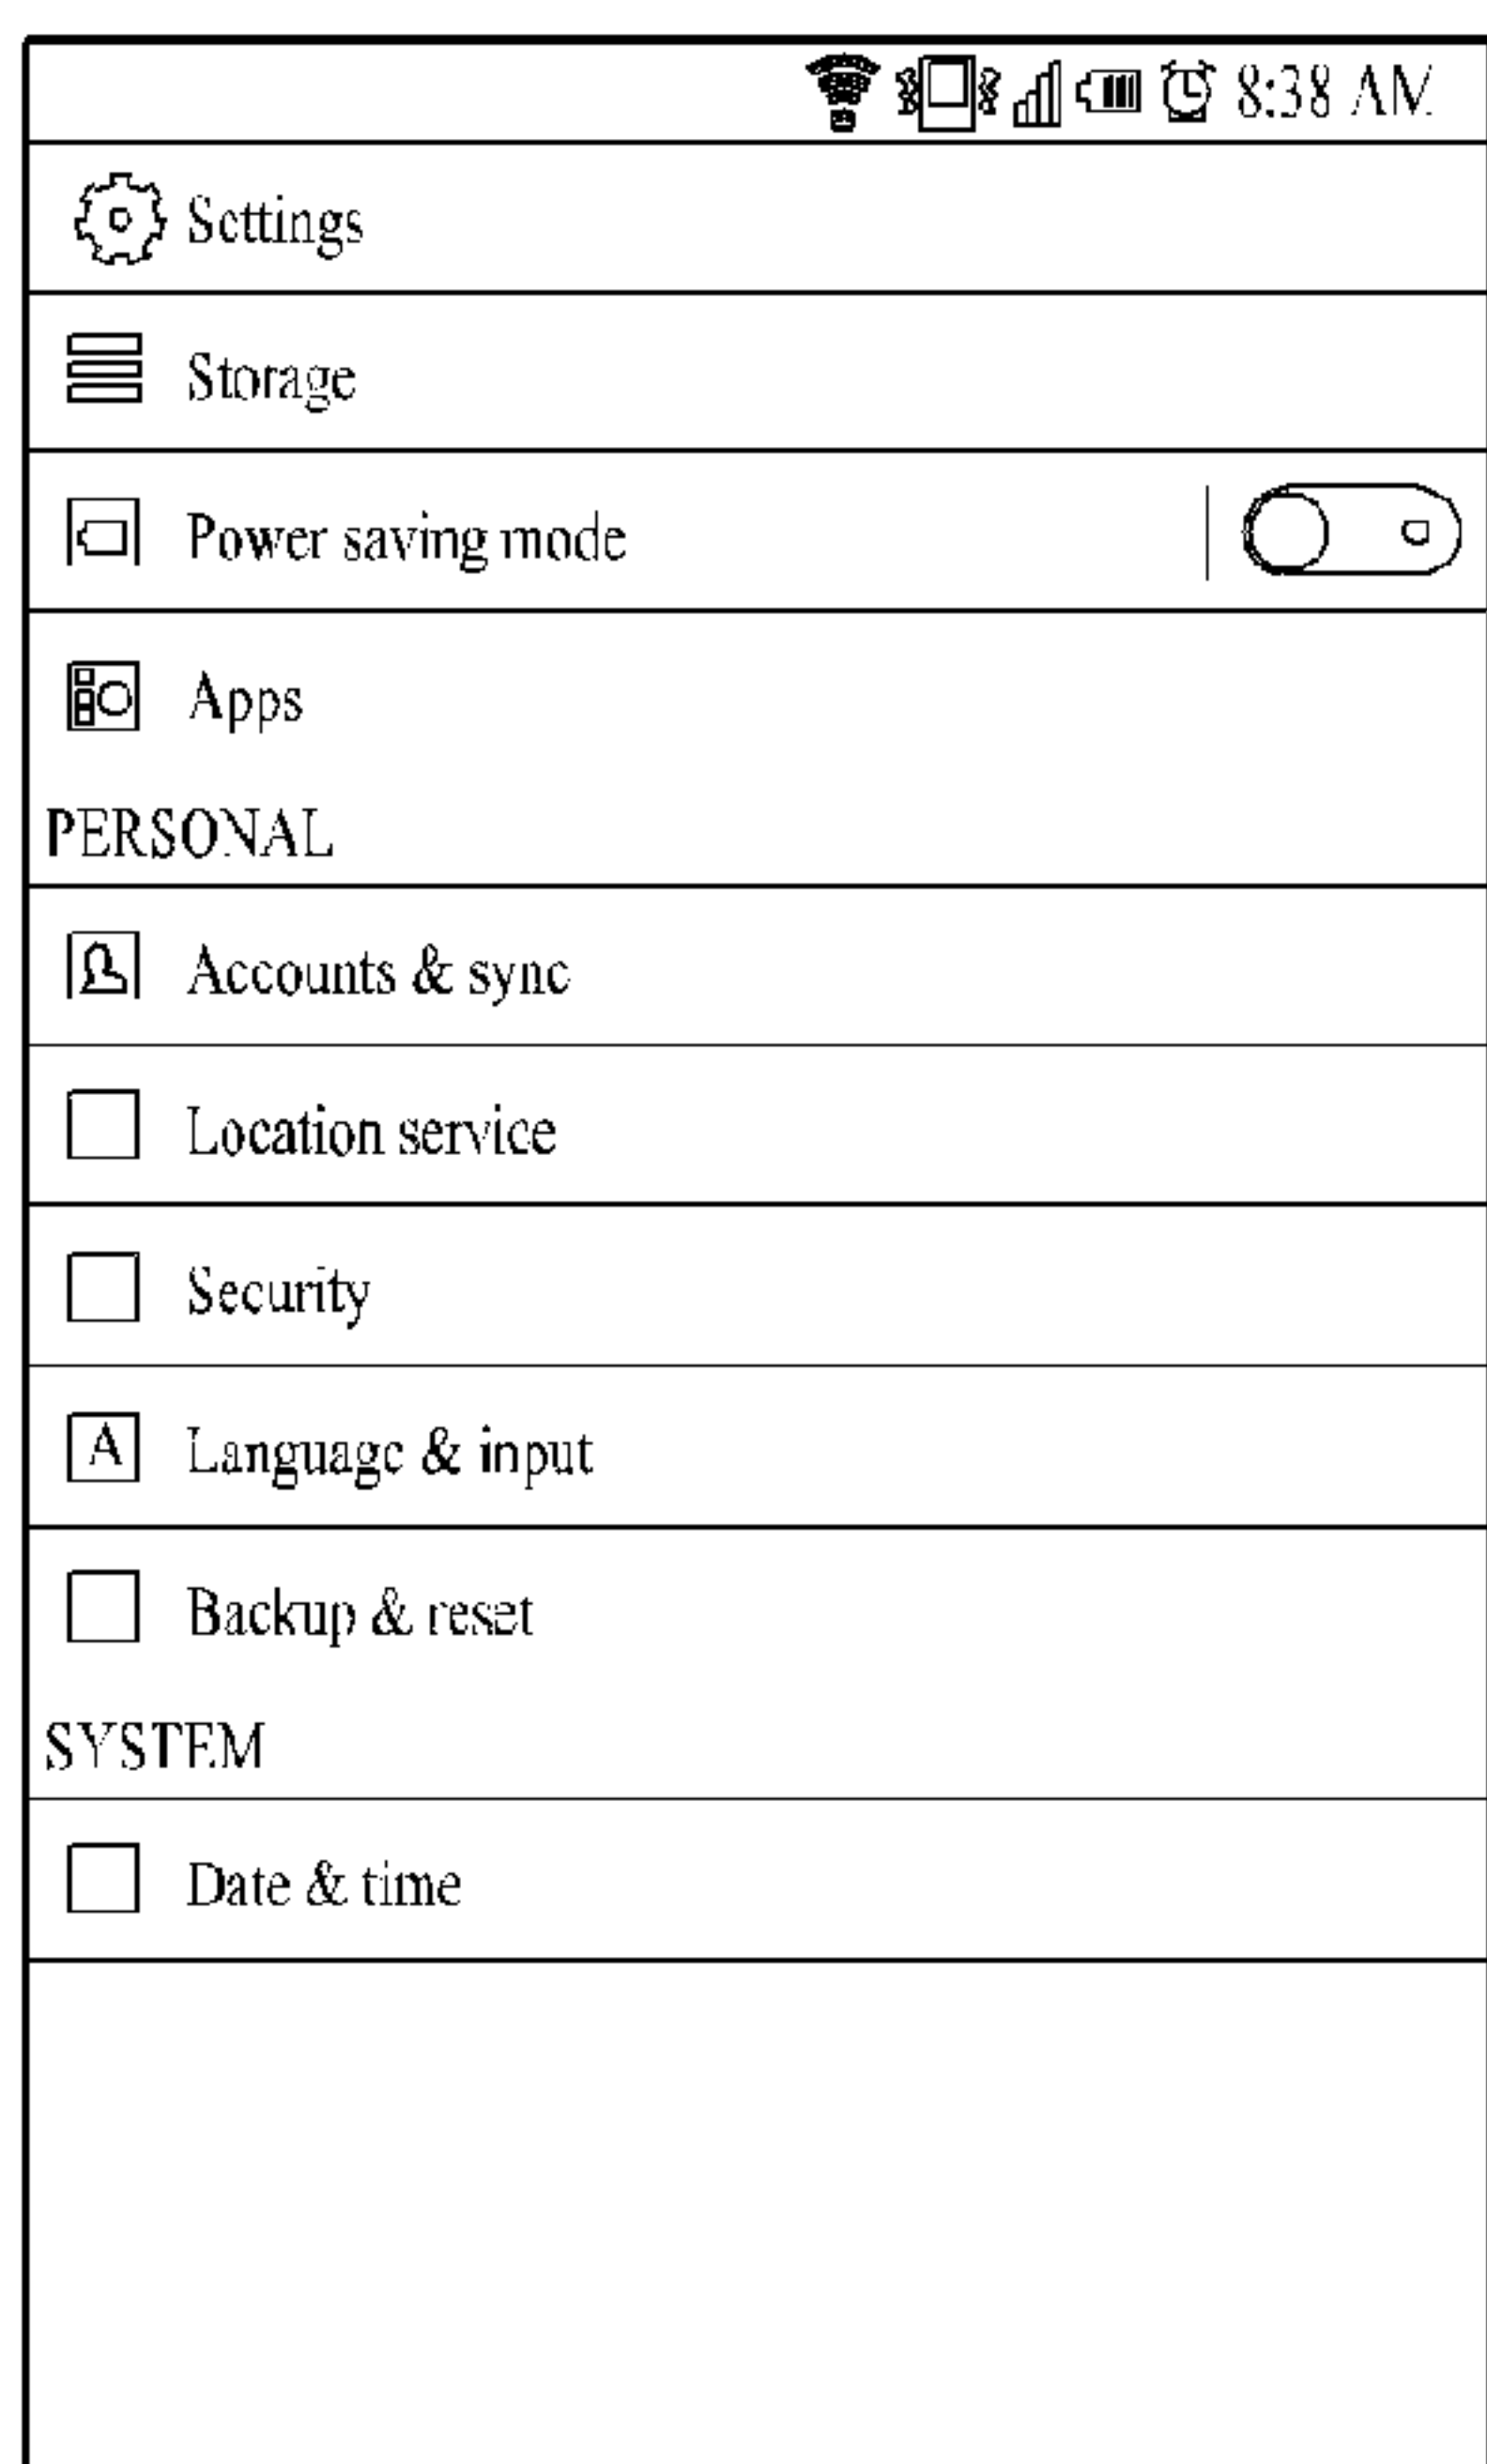 8:38 AM
Settings
Storage
Power saving mode
Apps
PERSONAL
Accounts & sync
Location service
Security
A Language & input
Backup & reset
SYSTEM
Date & time